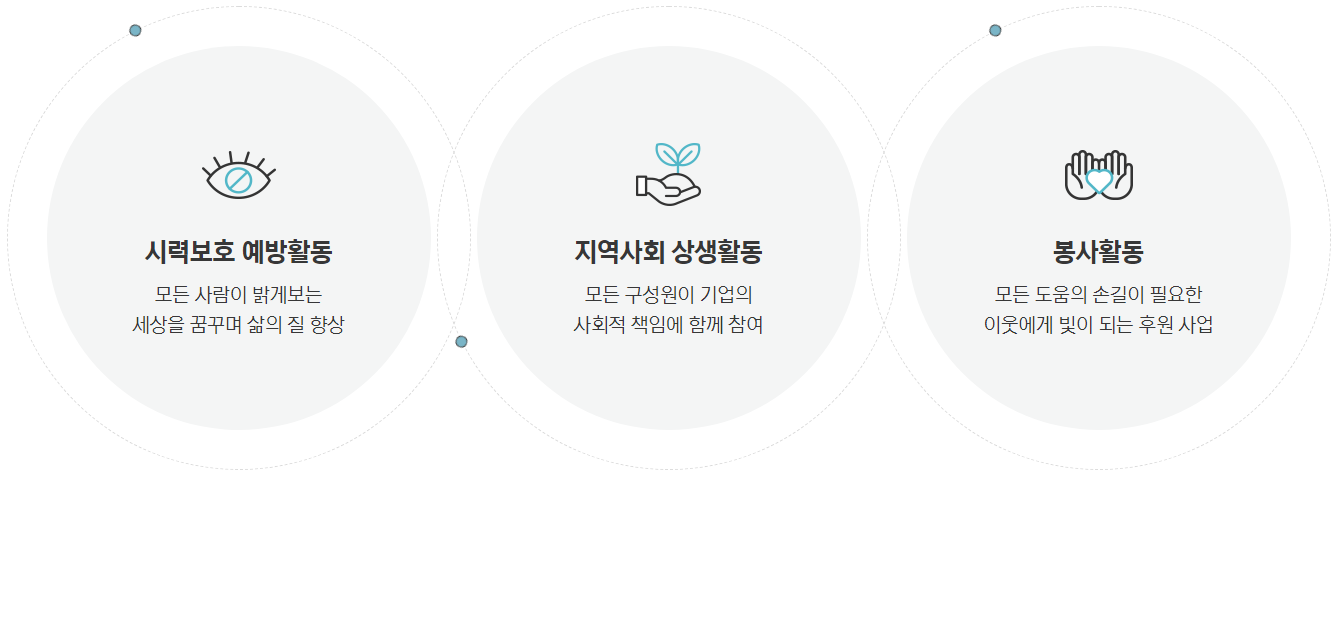 시력보호 예방활동
모든 사람이 밝게보는
세상을 꿈꾸며 삶의 질 향상
지역사회 상생활동
모든 구성원이 기업의
사회적 책임에 함께 참여
봉사활동
모든 도움의 손길이 필요한
이웃에게 빛이 되는 후원 사업